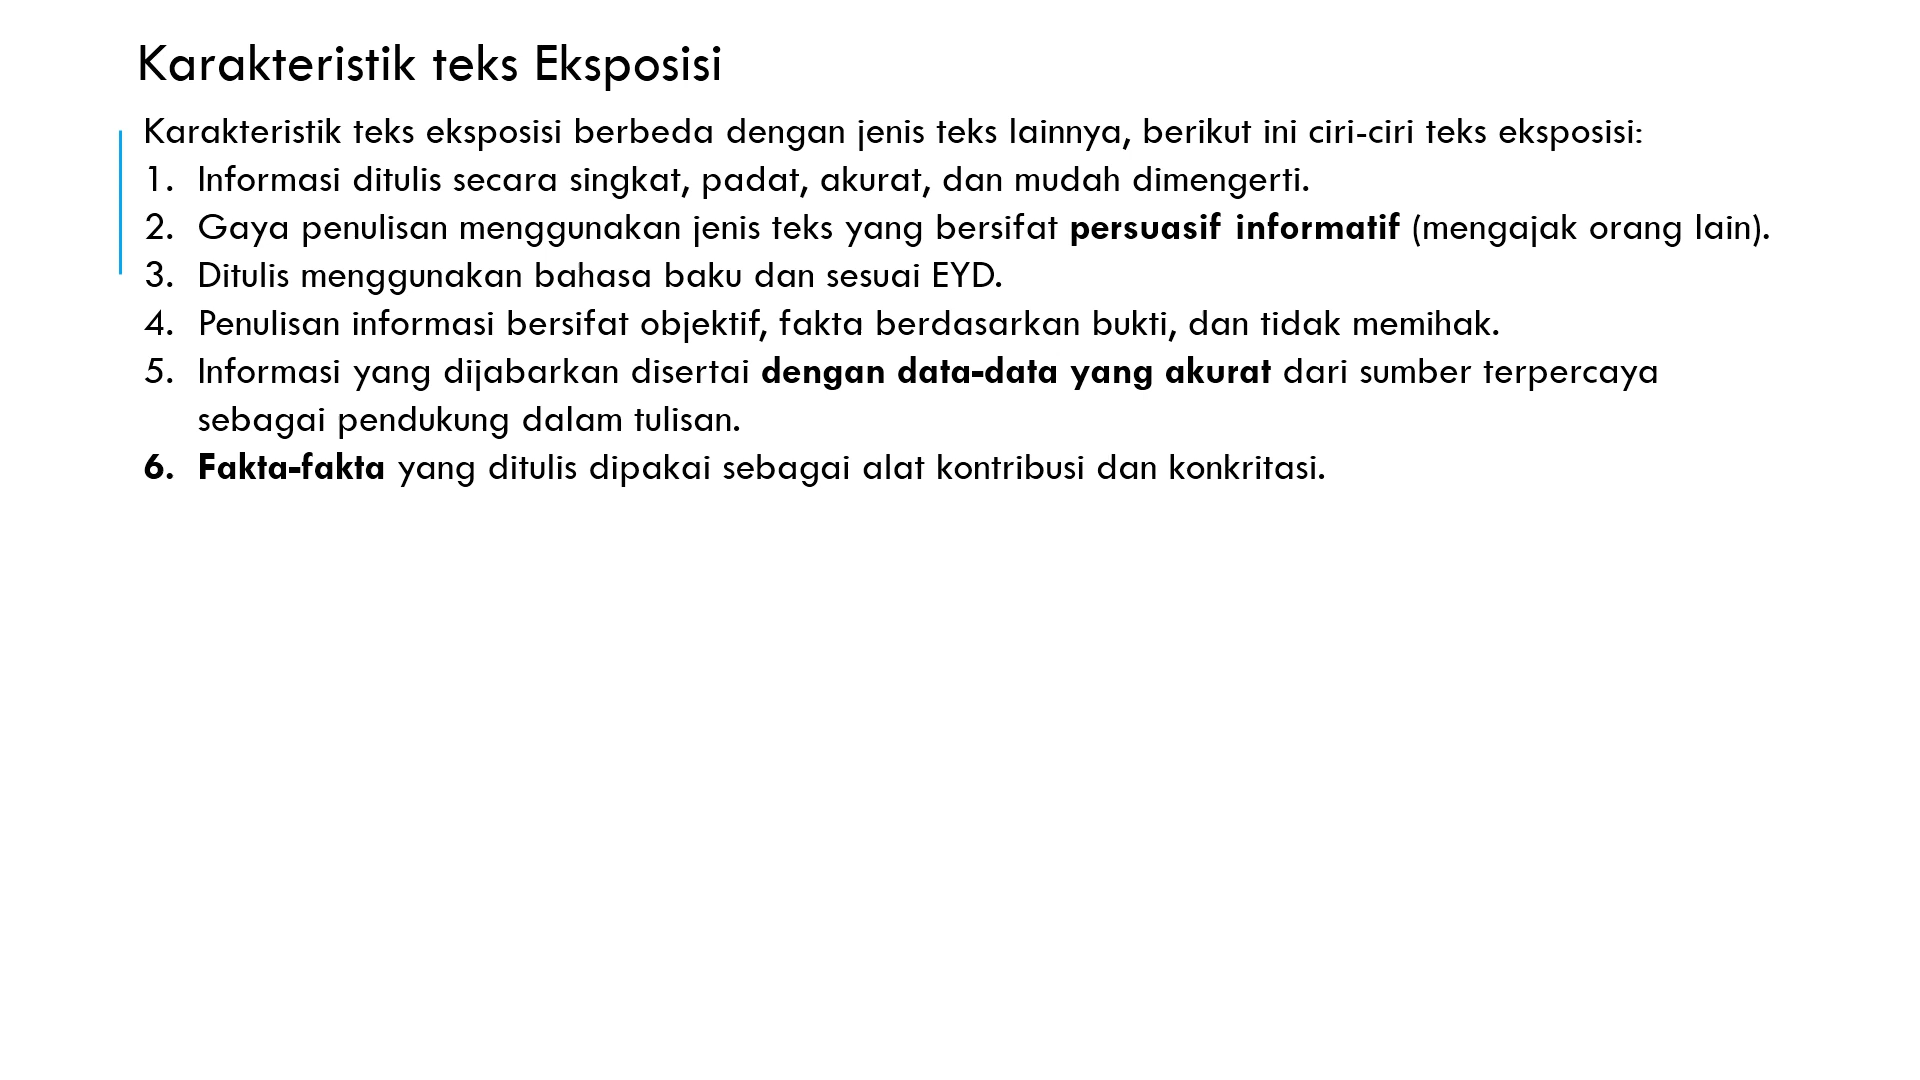 Karakteristik teks Eksposisi
Karakteristik teks eksposisi berbeda dengan jenis teks lainnya, berikut ini ciri-ciri teks eksposisi:
1. Informasi ditulis secara singkat, padat, akurat, dan mudah dimengerti.
2. Gaya penulisan menggunakan jenis teks yang bersifat persuasif informatif (mengajak orang lain).
3. Ditulis menggunakan bahasa baku dan sesuai EYD.
4. Penulisan informasi bersifat objektif, fakta berdasarkan bukti, dan tidak memihak.
5. Informasi yang dijabarkan disertai dengan data-data yang akurat dari sumber terpercaya
sebagai pendukung dalam tulisan.
6. Fakta-fakta yang ditulis dipakai sebagai alat kontribusi dan konkritasi.